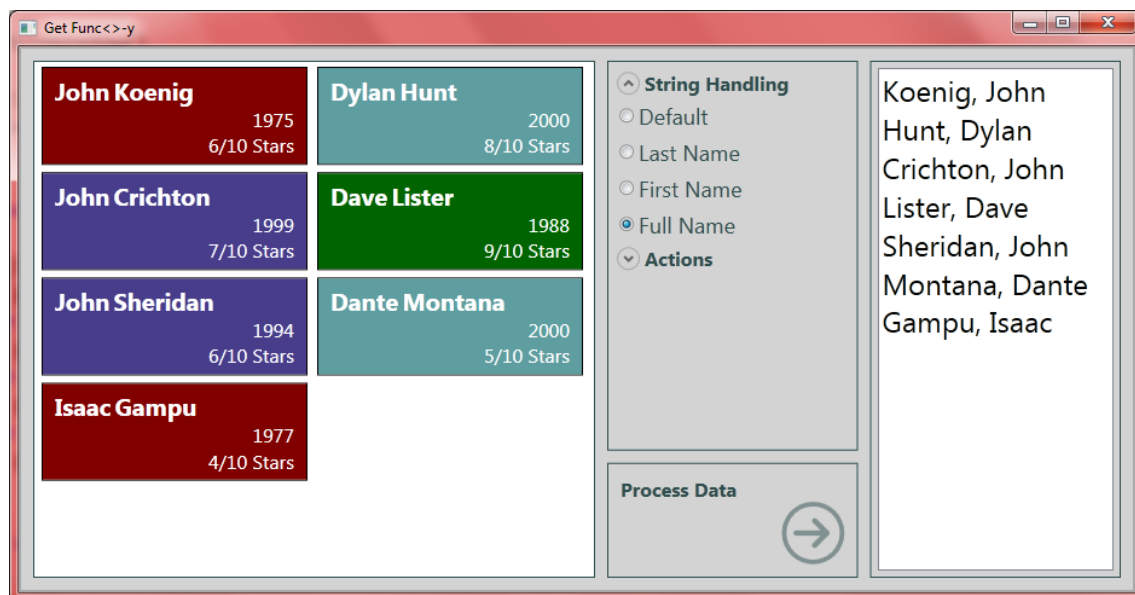 Get Func<>-y
John Koenig
1975
6/10 Stars
Dylan Hunt
2000
8/10 Stars
John Crichton
1999
7/10 Stars
Dave Lister
1988
9/10 Stars
John Sheridan
1994
6/10 Stars
Dante Montana
2000
5/10 Stars
Isaac Gampu
1977
4/10 Stars
String Handling
Default
Last Name
First Name
Full Name
Actions
Process Data
Koenig, John
Hunt, Dylan
Crichton, John
Lister, Dave
Sheridan, John
Montana, Dante
Gampu, Isaac